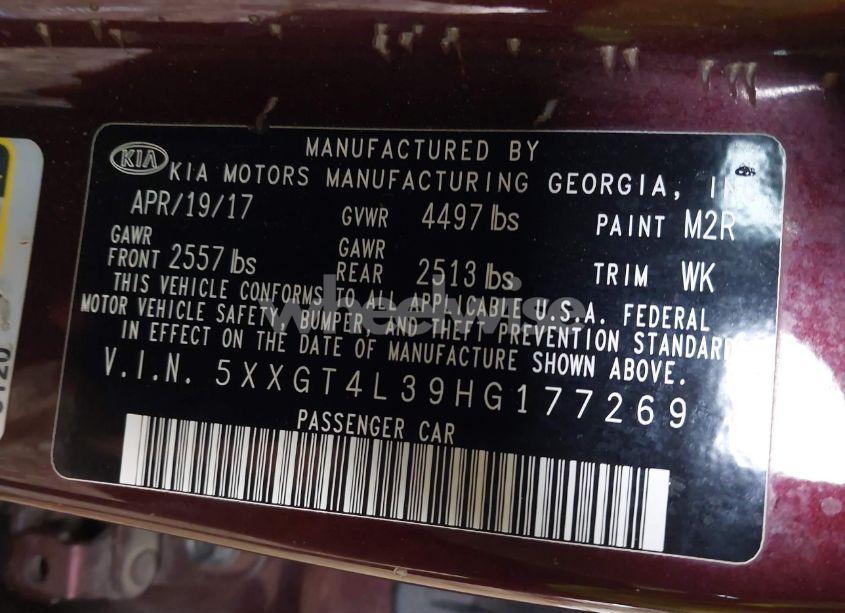 MANUFACTURED BY
KIA KIA MOTORS MANUFACTURING GEORGIA, IN
APR/19/17 GVWR 4497 lbs PAINT M2R
GAWR FRONT 2557 lbs GAWR REAR 2513 lbs TRIM WK
THIS VEHICLE CONFORMS TO ALL APPLICABLE U.S.A. FEDERAL
MOTOR VEHICLE SAFETY, BUMPER, AND THEFT PREVENTION STANDARDS
IN EFFECT ON THE DATE OF MANUFACTURE SHOWN ABOVE.
V.I.N. 5XXGT4L39HG177269
PASSENGER CAR
wheelwise